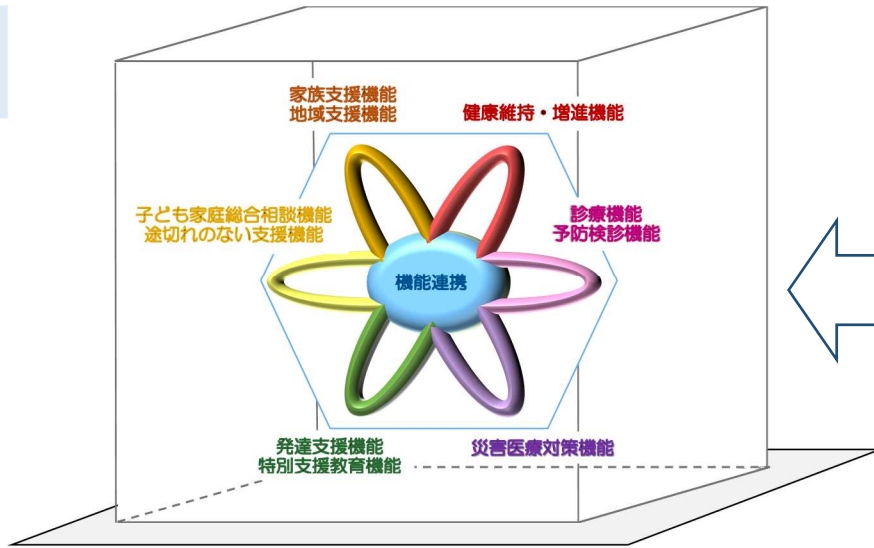 家族支援機能
地域支援機能
健康維持・増進機能
子ども家庭総合相談機能
途切れのない支援機能
診療機能
予防検診機能
機能連携
発達支援機能
特別支援教育機能
災害医療対策機能